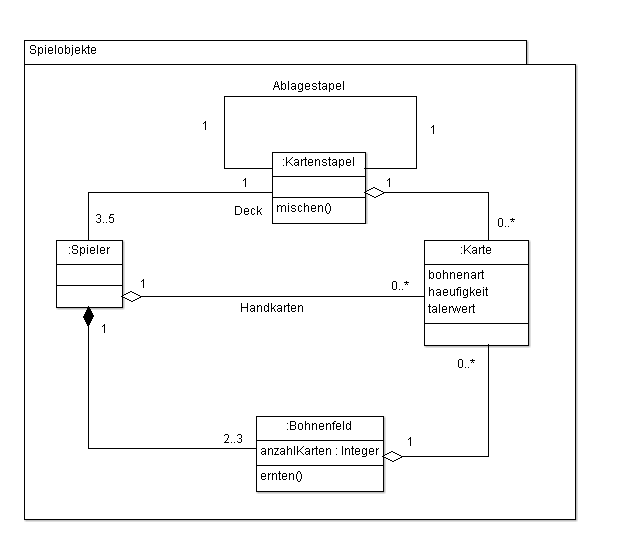 Spielobjekte
Ablagestapel
1
1
:Kartenstapel
mischen()
1
1
Deck
3..5
0..*
:Spieler
:Karte
bohnenart
haeufigkeit
talerwert
1
0..*
Handkarten
1
0..*
:Bohnenfeld
2..3
1
anzahlKarten : Integer
ernten()